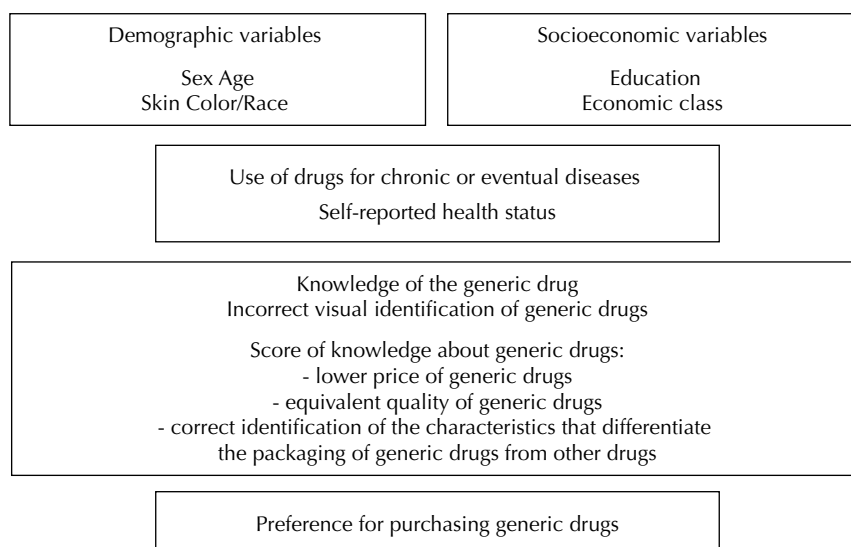 Demographic variables
Sex Age
Skin Color/Race
Socioeconomic variables
Education
Economic class
Use of drugs for chronic or eventual diseases
Self-reported health status
Knowledge of the generic drug
Incorrect visual identification of generic drugs
Score of knowledge about generic drugs:
- lower price of generic drugs
- equivalent quality of generic drugs
- correct identification of the characteristics that differentiate
the packaging of generic drugs from other drugs
Preference for purchasing generic drugs